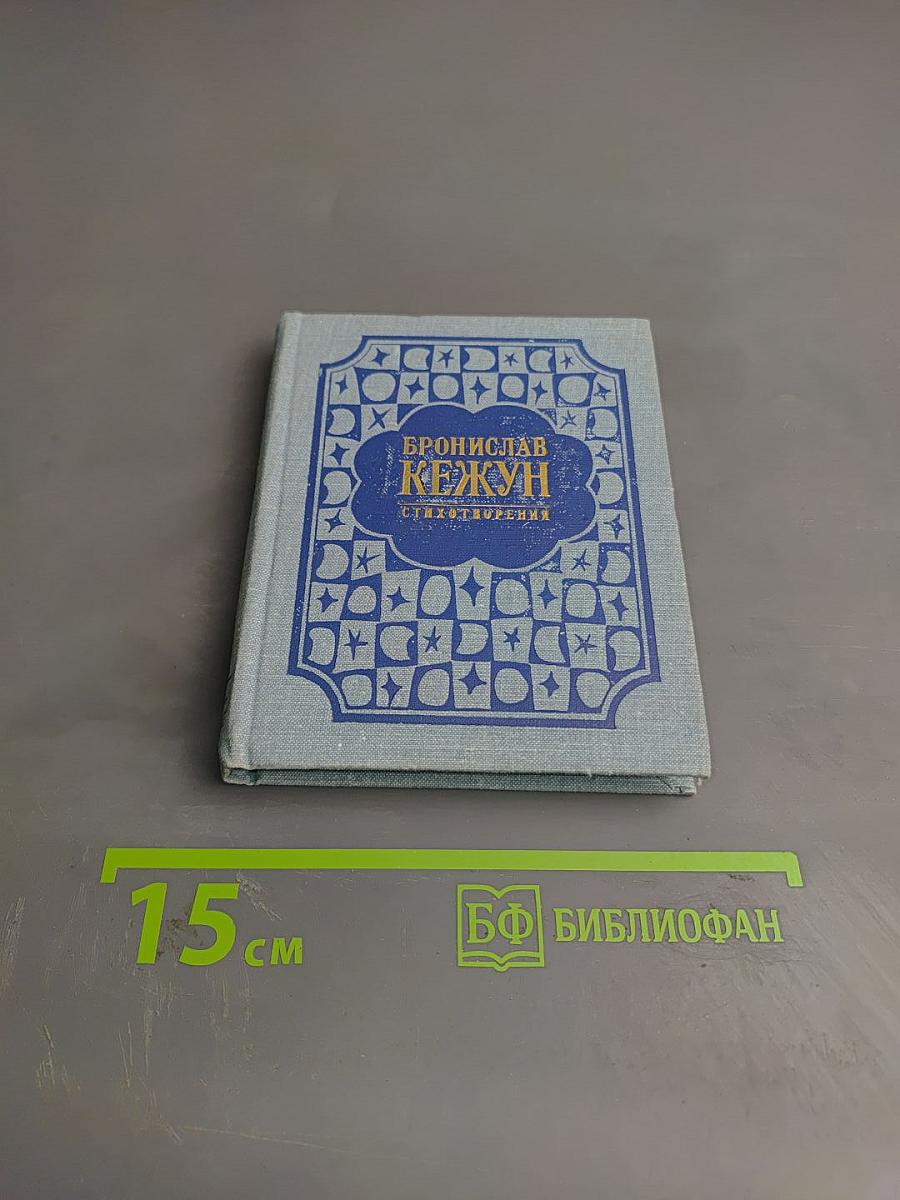 БРОНИСЛАВ
КЕЖУН
СТИХОТВОРЕНИЯ
15 см
БФ БИБЛИОФАН